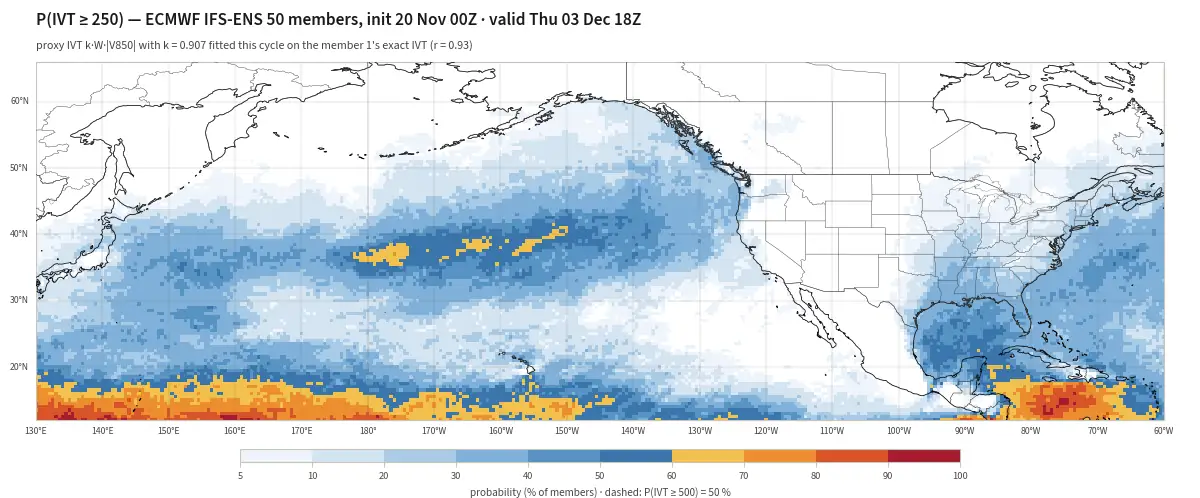 P(IVT ≥ 250) — ECMWF IFS-ENS 50 members, init 20 Nov 00Z · valid Thu 03 Dec 18Z
proxy IVT k·W·|V850| with k = 0.907 fitted this cycle on the member 1's exact IVT (r = 0.93)
60°N
50°N
40°N
30°N
20°N
130°E 140°E 150°E 160°E 170°E 180° 170°W 160°W 150°W 140°W 130°W 120°W 110°W 100°W 90°W 80°W 70°W 60°W
5 10 20 30 40 50 60 70 80 90 100
probability (% of members) · dashed: P(IVT ≥ 500) = 50 %